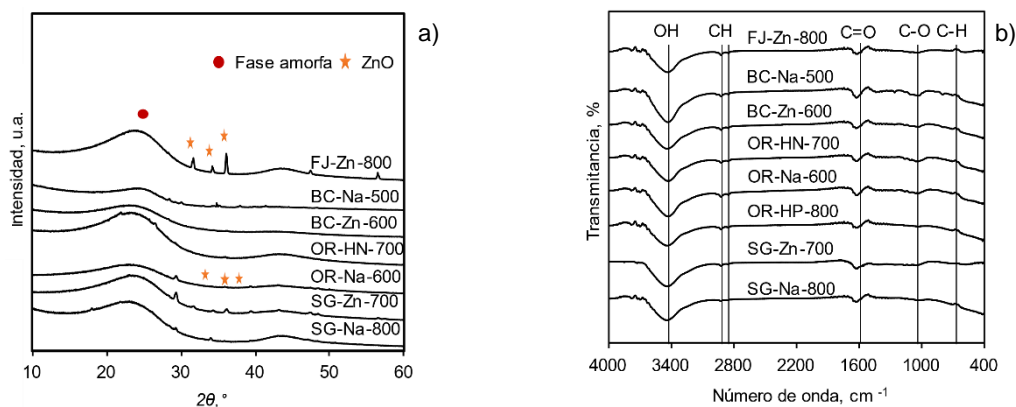 a)
Fase amorfa
ZnO
Intensidad, u.a.
FJ-Zn-800
BC-Na-500
BC-Zn-600
OR-HN-700
OR-Na-600
SG-Zn-700
SG-Na-800
10 20 30 40 50 60
2θ,°
b)
OH CH C=O C-O C-H
Transmitancia, %
FJ-Zn-800
BC-Na-500
BC-Zn-600
OR-HN-700
OR-Na-600
OR-HP-800
SG-Zn-700
SG-Na-800
4000 3400 2800 2200 1600 1000 400
Número de onda, cm -1